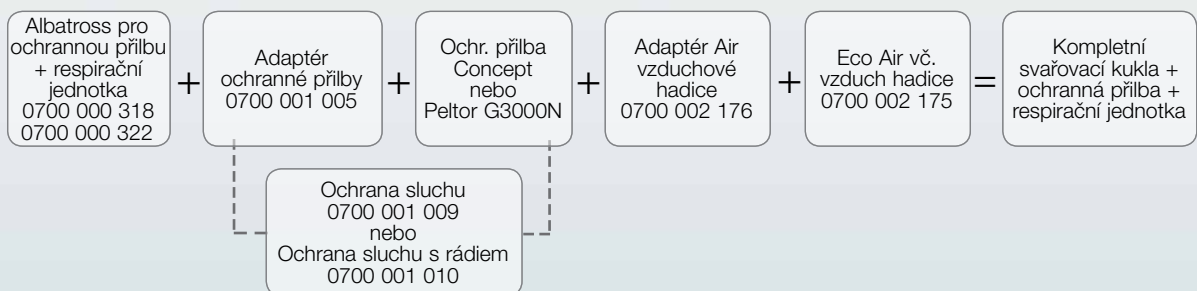 Albatross pro
ochrannou přilbu
+ respirační
jednotka
0700 000 318
0700 000 322
+
Adaptér
ochranné přilby
0700 001 005
+
Ochr. přilba
Concept
nebo
Peltor G3000N
+
Adaptér Air
vzduchové
hadice
0700 002 176
+
Eco Air vč.
vzduch hadice
0700 002 175
=
Kompletní
svařovací kukla +
ochranná přilba +
respirační jednotka
Ochrana sluchu
0700 001 009
nebo
Ochrana sluchu s rádiem
0700 001 010